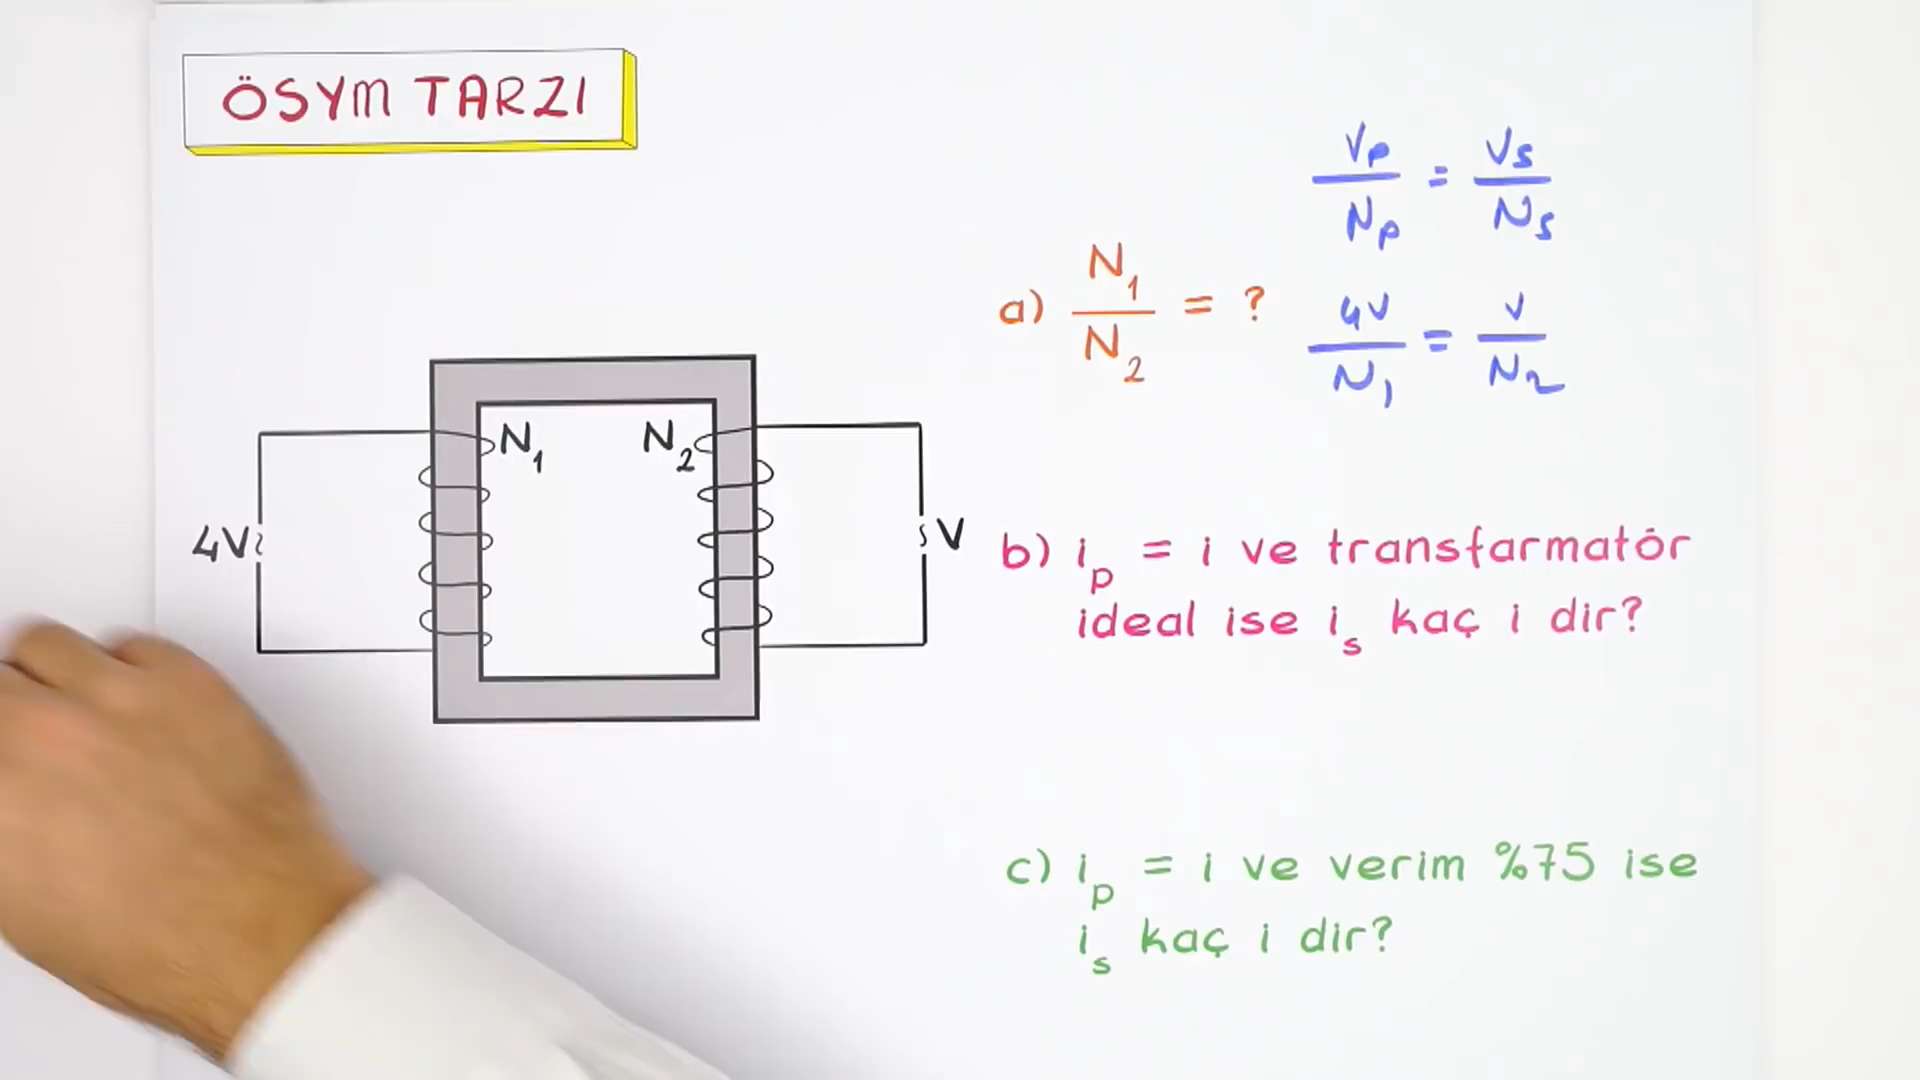 ÖSYM TARZI
a) N₁ / N₂ = ?
Vp / Np = Vs / Ns
4V / N₁ = V / N₂
N₁
N₂
4V
V
b) iₚ = i ve transfarmatör
ideal ise iₛ kaç i dir?
c) iₚ = i ve verim %75 ise
iₛ kaç i dir?